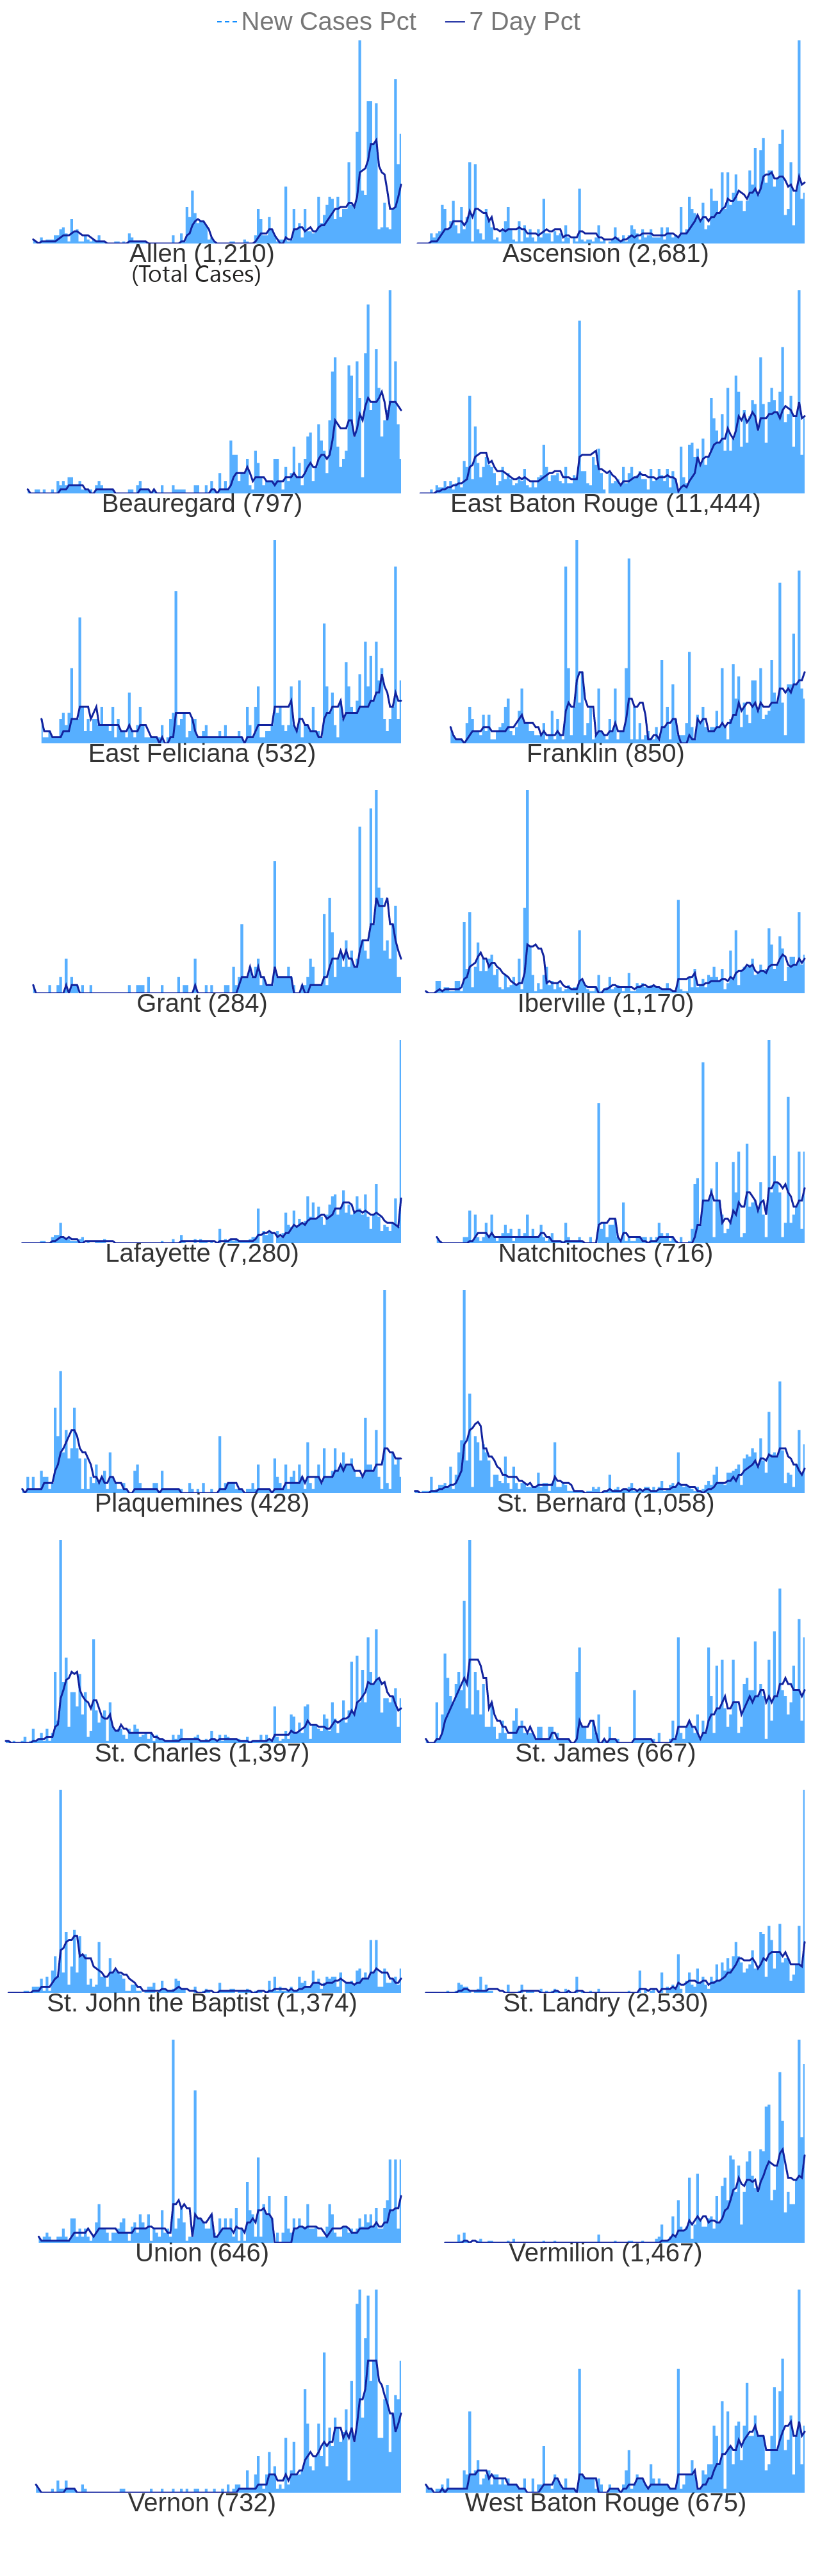 New Cases Pct 7 Day Pct
Allen (1,210) Ascension (2,681)
(Total Cases)
Beauregard (797) East Baton Rouge (11,444)
East Feliciana (532) Franklin (850)
Grant (284) Iberville (1,170)
Lafayette (7,280) Natchitoches (716)
Plaquemines (428) St. Bernard (1,058)
St. Charles (1,397) St. James (667)
St. John the Baptist (1,374) St. Landry (2,530)
Union (646) Vermilion (1,467)
Vernon (732) West Baton Rouge (675)